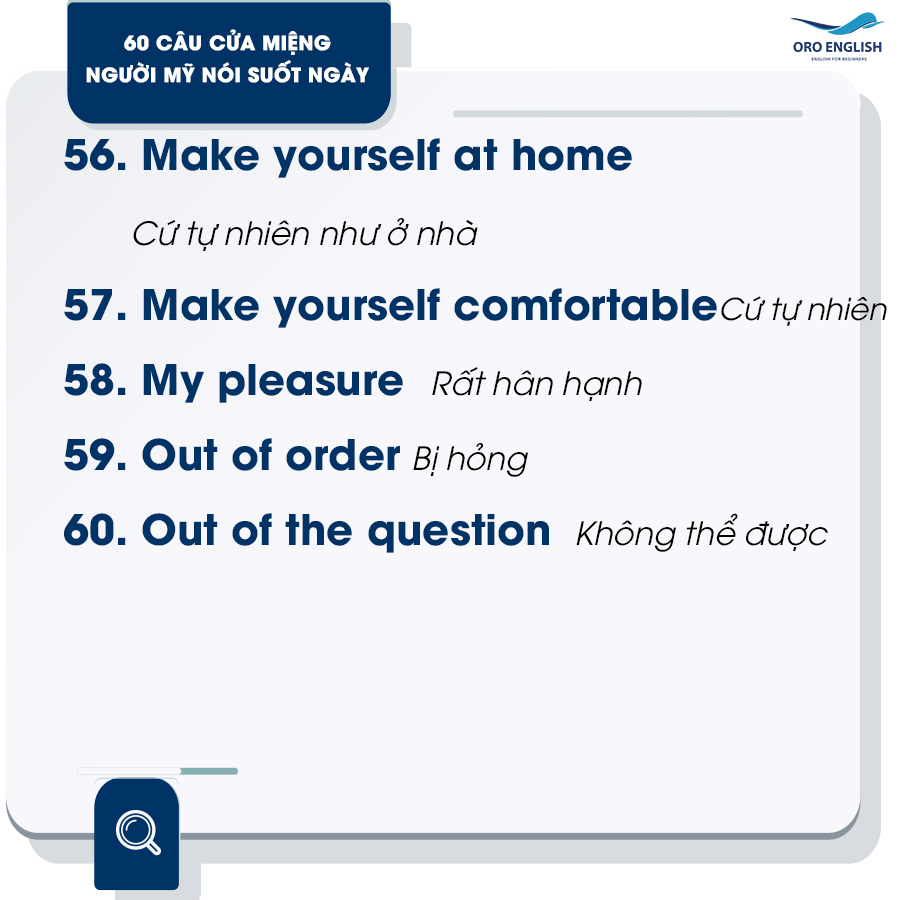 60 CÂU CỬA MIỆNG
NGƯỜI MỸ NÓI SUỐT NGÀY
ORO ENGLISH
ENGLISH FOR BEGINNERS
56. Make yourself at home
Cứ tự nhiên như ở nhà
57. Make yourself comfortable Cứ tự nhiên
58. My pleasure Rất hân hạnh
59. Out of order Bị hỏng
60. Out of the question Không thể được